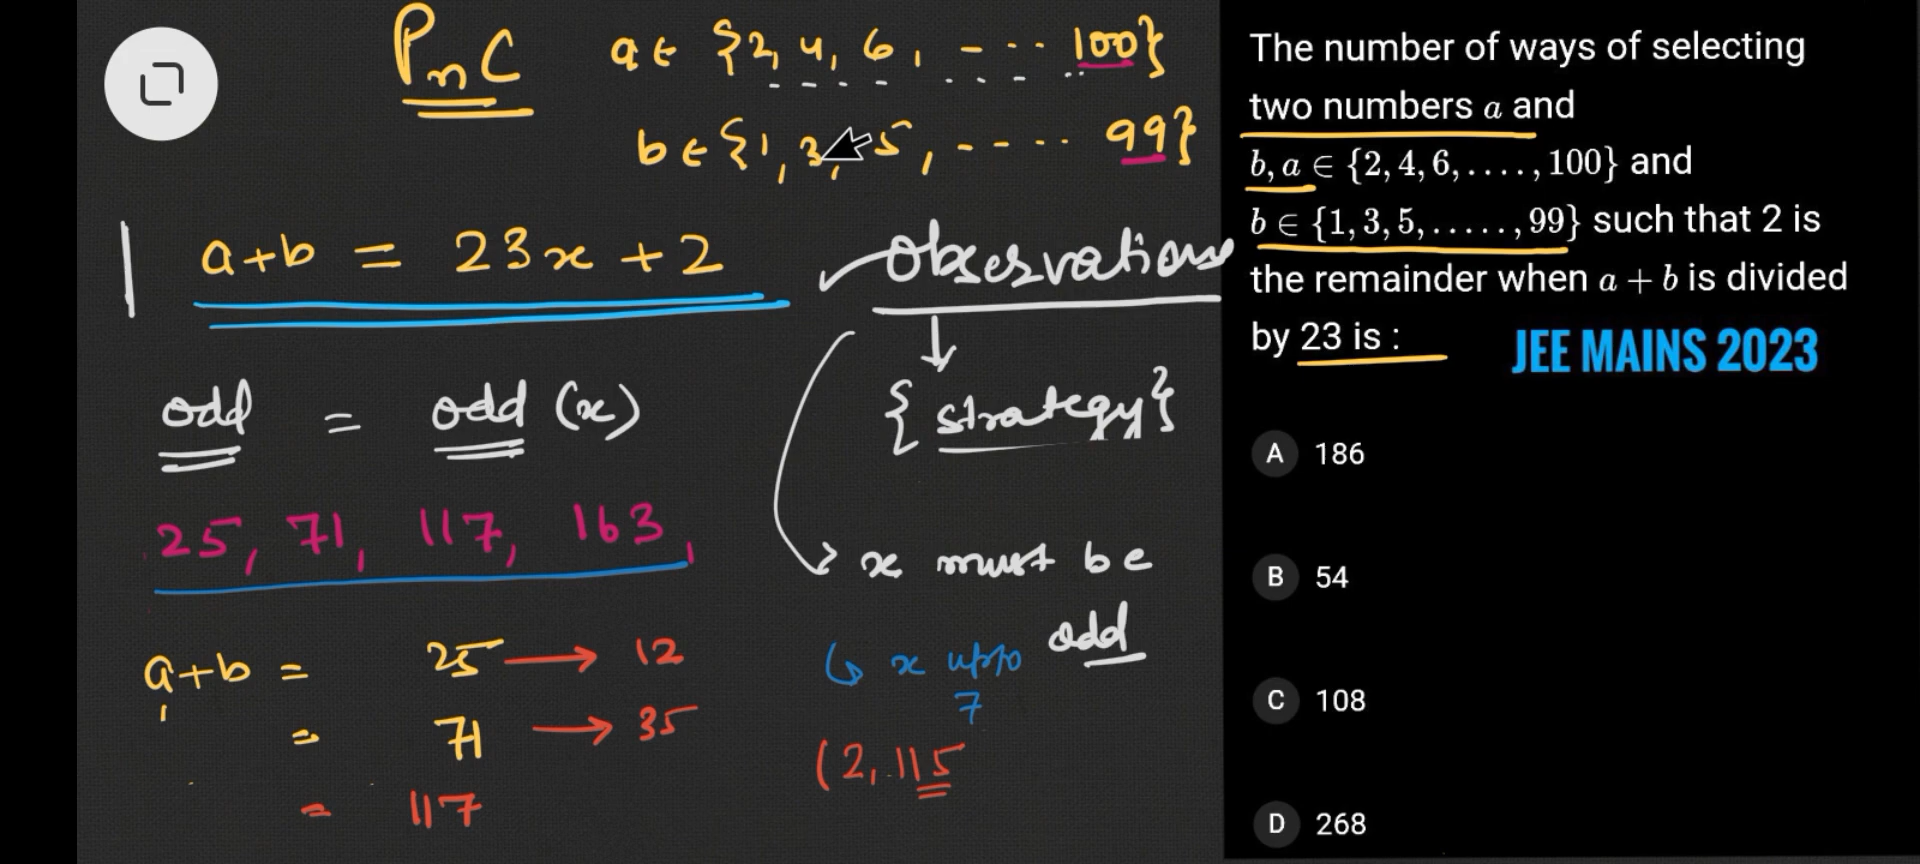 PnC
a ∈ {2, 4, 6, - - - - 100}
b ∈ {1, 3, 5, - - - - 99}
a+b = 23x + 2
observations
odd = odd (x)
{strategy}
25, 71, 117, 163,
x must be
odd
a+b = 25 → 12
x upto
7
= 71 → 35
(2, 115
= 117
The number of ways of selecting
two numbers a and
b, a ∈ {2, 4, 6, ...., 100} and
b ∈ {1, 3, 5, ....., 99} such that 2 is
the remainder when a + b is divided
by 23 is :
JEE MAINS 2023
A 186
B 54
C 108
D 268